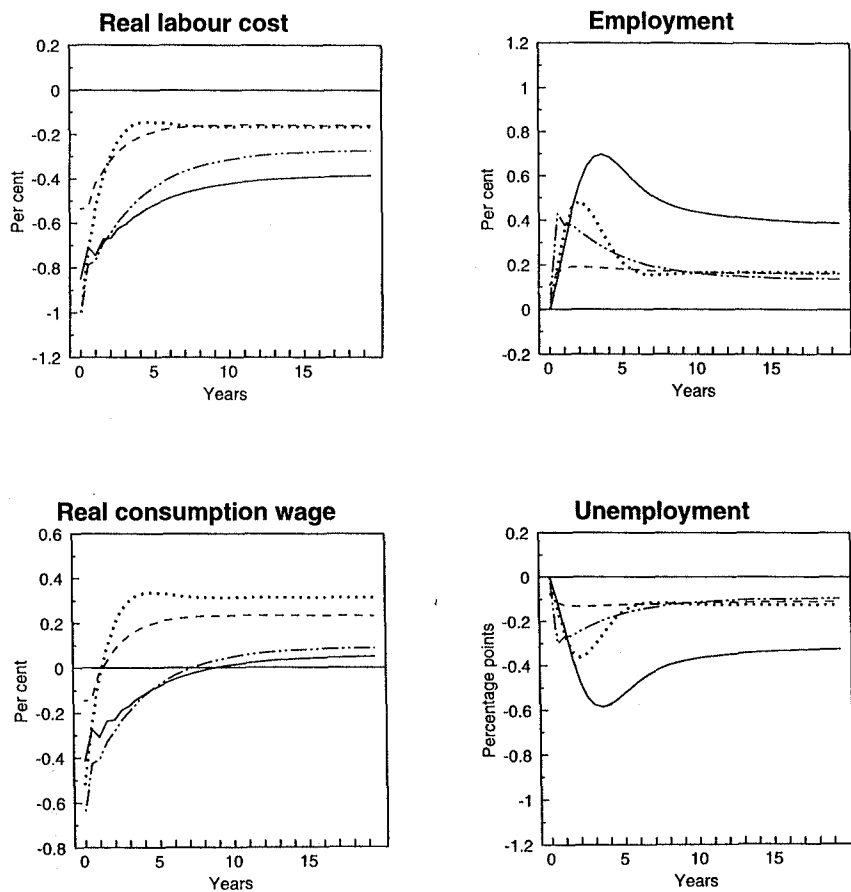 Real labour cost
0.2
0
-0.2
-0.4
-0.6
-0.8
-1
-1.2
Per cent
0 5 10 15
Years
Employment
1.2
1
0.8
0.6
0.4
0.2
0
-0.2
Per cent
0 5 10 15
Years
Real consumption wage
0.6
0.4
0.2
0
-0.2
-0.4
-0.6
-0.8
Per cent
0 5 10 15
Years
Unemployment
0.2
0
-0.2
-0.4
-0.6
-0.8
-1
-1.2
Percentage points
0 5 10 15
Years